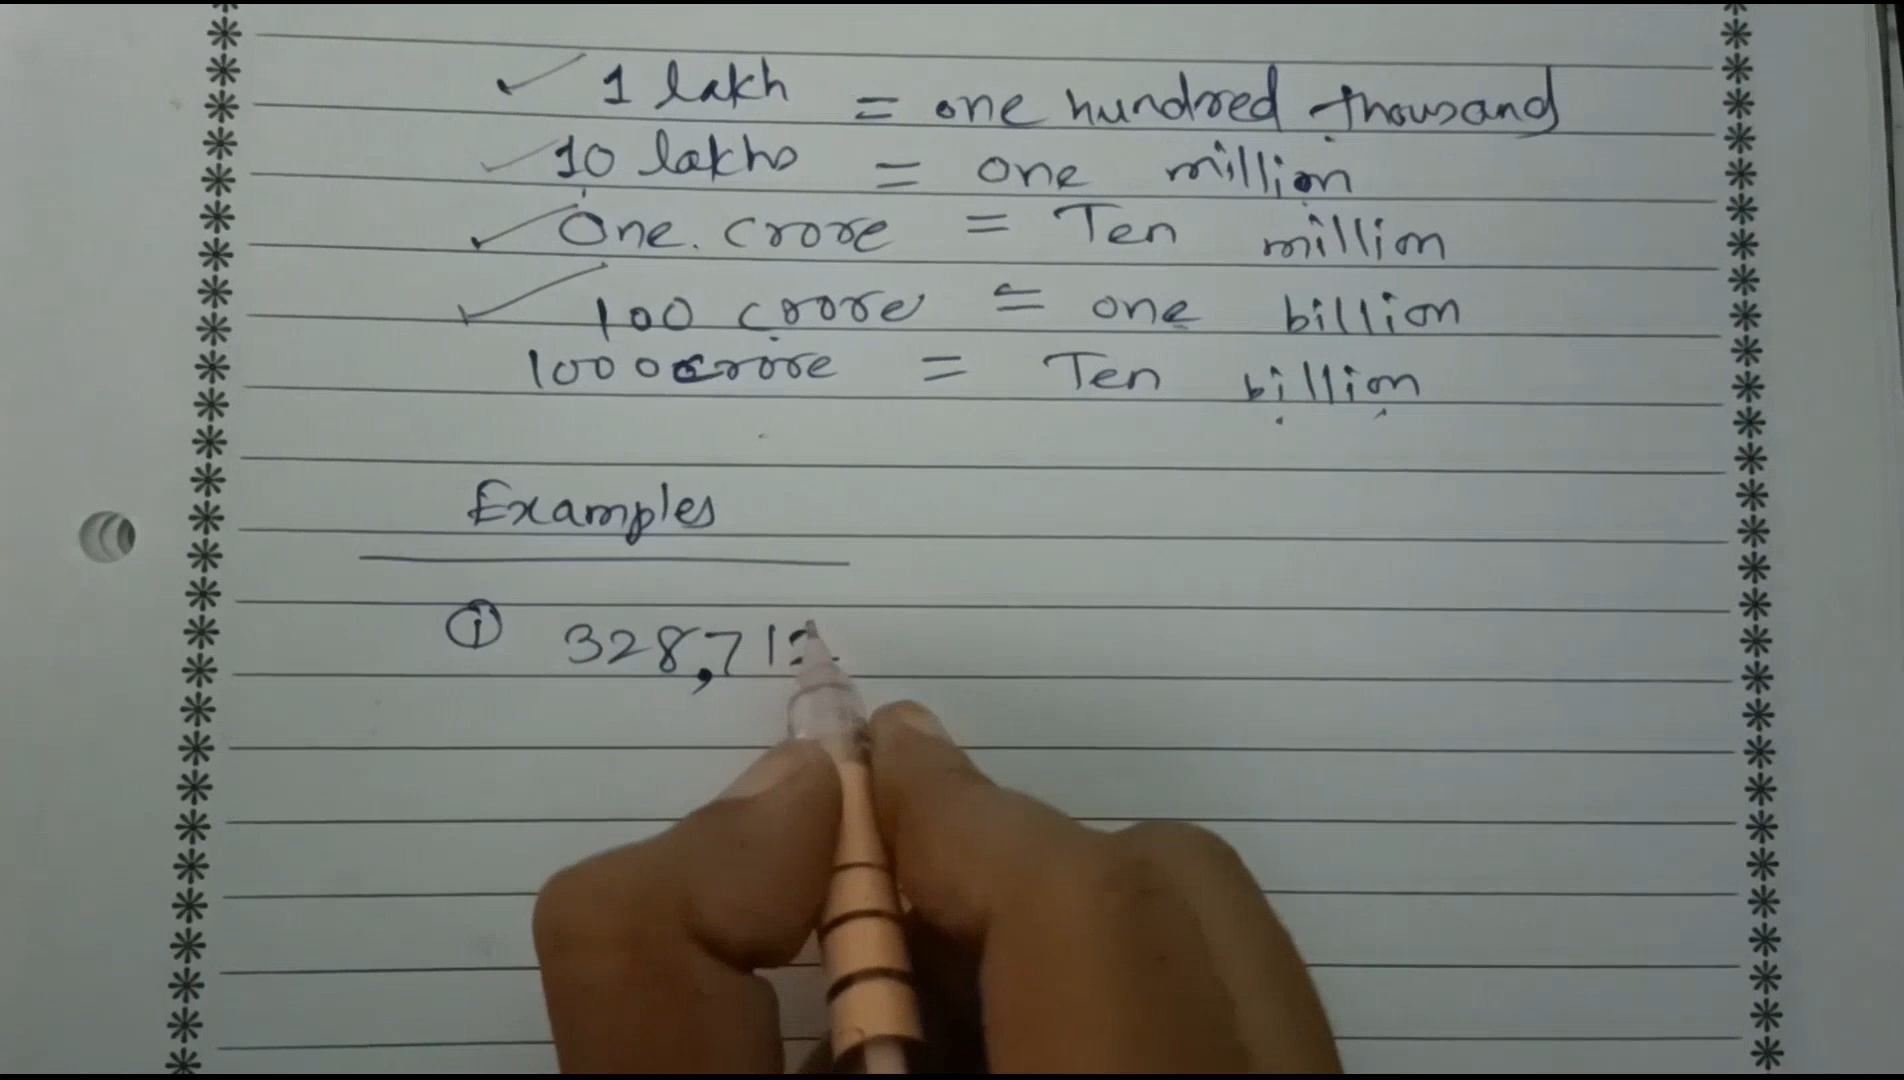 1 lakh = one hundred thousand
10 lakhs = one million
One. crore = Ten million
100 crore = one billion
1000 crore = Ten billion
Examples
① 328,712